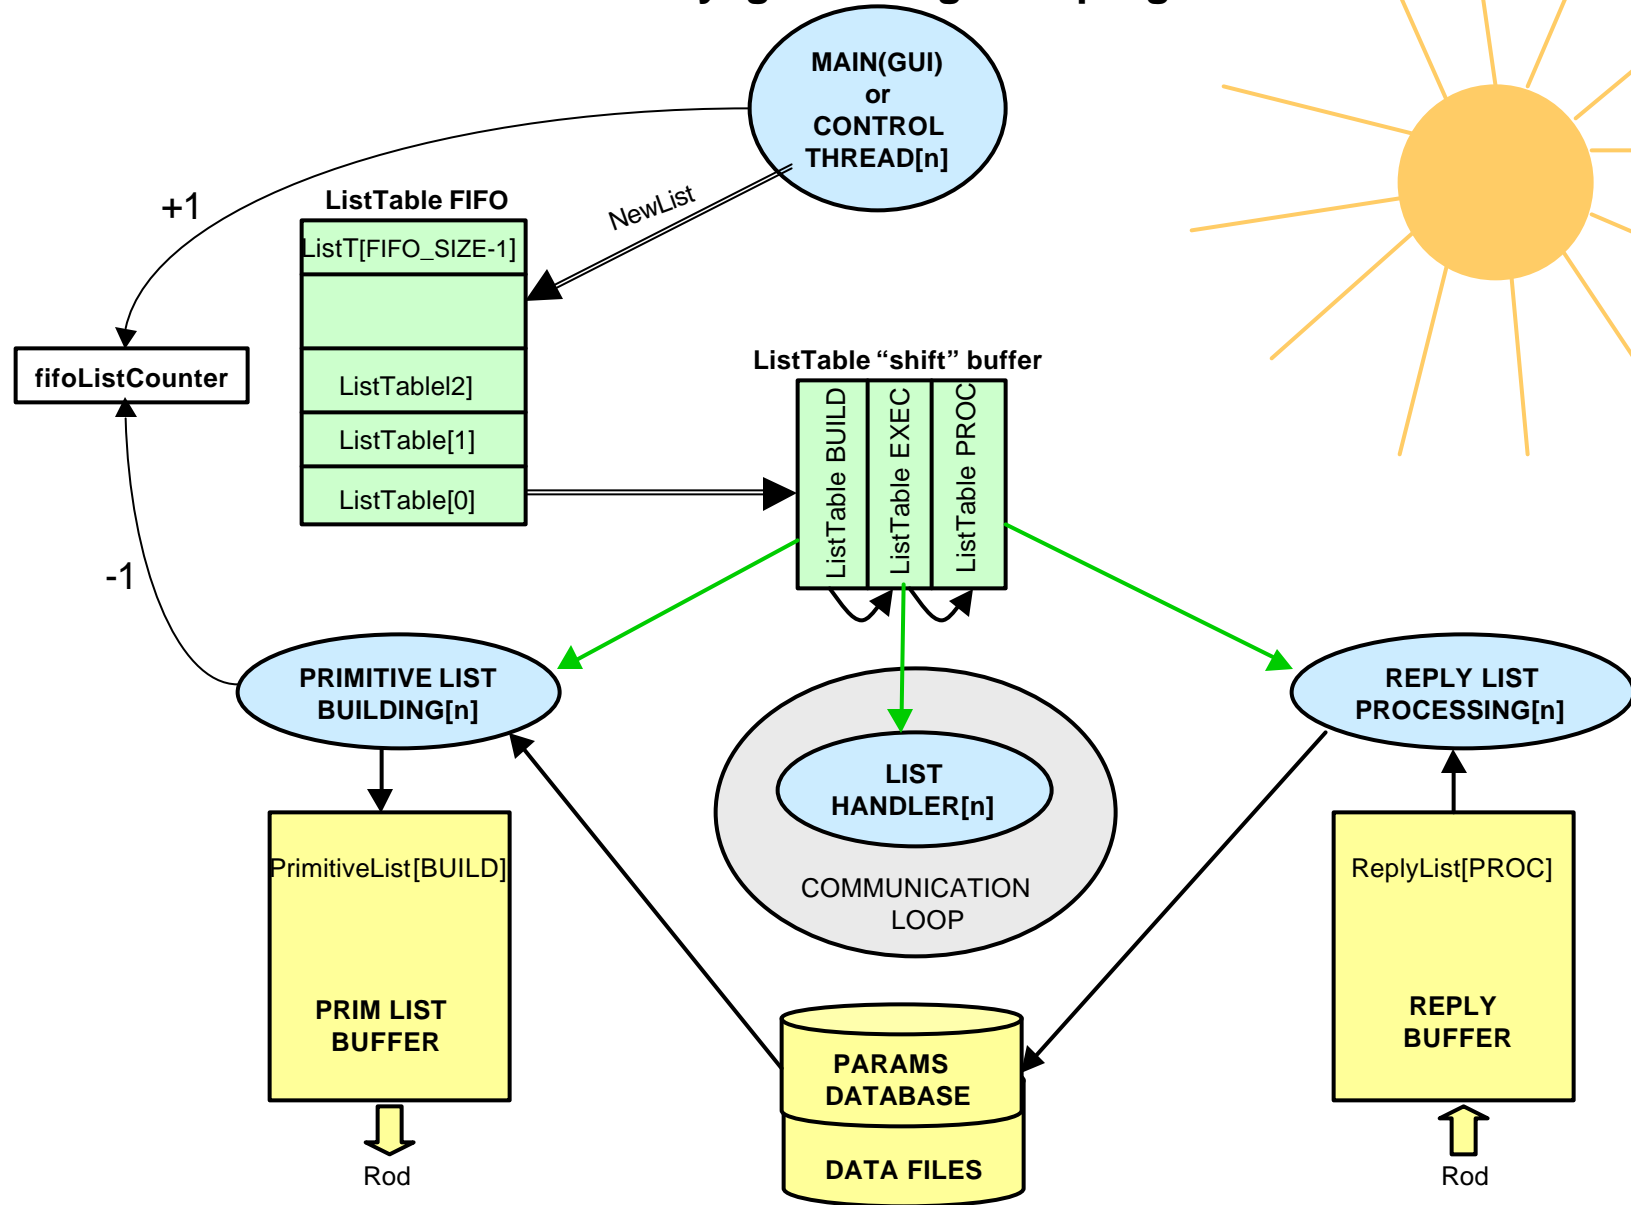 MAIN(GUI)
or
CONTROL
THREAD[n]
+1
NewList
ListTable FIFO
ListT[FIFO_SIZE-1]
fifoListCounter
ListTable “shift” buffer
ListTablel2]
ListTable[1]
ListTable[0]
ListTable BUILD
ListTable EXEC
ListTable PROC
-1
PRIMITIVE LIST
BUILDING[n]
REPLY LIST
PROCESSING[n]
LIST
HANDLER[n]
COMMUNICATION
LOOP
PrimitiveList[BUILD]
PRIM LIST
BUFFER
ReplyList[PROC]
REPLY
BUFFER
PARAMS
DATABASE
DATA FILES
Rod
Rod